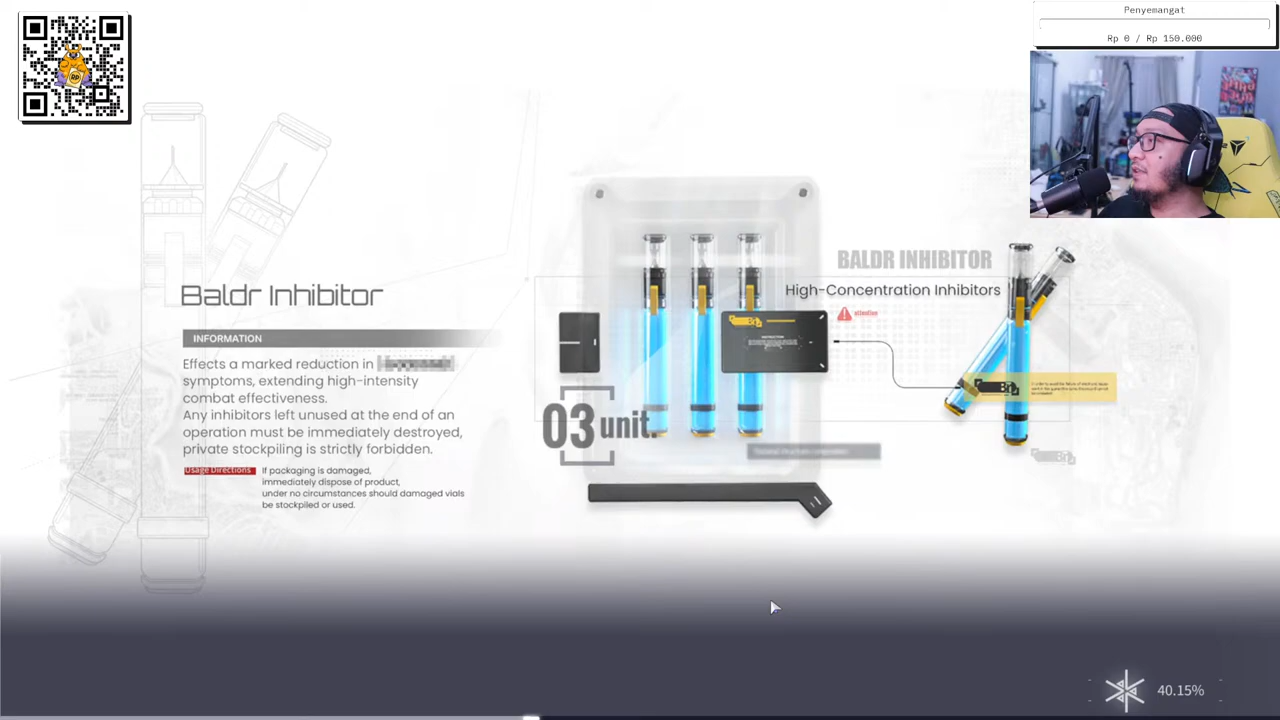 Penyemangat
Rp 0 / Rp 150.000
RP
BALDR INHIBITOR
High-Concentration Inhibitors
attention
Baldr Inhibitor
INFORMATION
Effects a marked reduction in
symptoms, extending high-intensity
combat effectiveness.
Any inhibitors left unused at the end of an
operation must be immediately destroyed,
private stockpiling is strictly forbidden.
Usage Directions
If packaging is damaged,
immediately dispose of product,
under no circumstances should damaged vials
be stockpiled or used.
03 unit.
40.15%